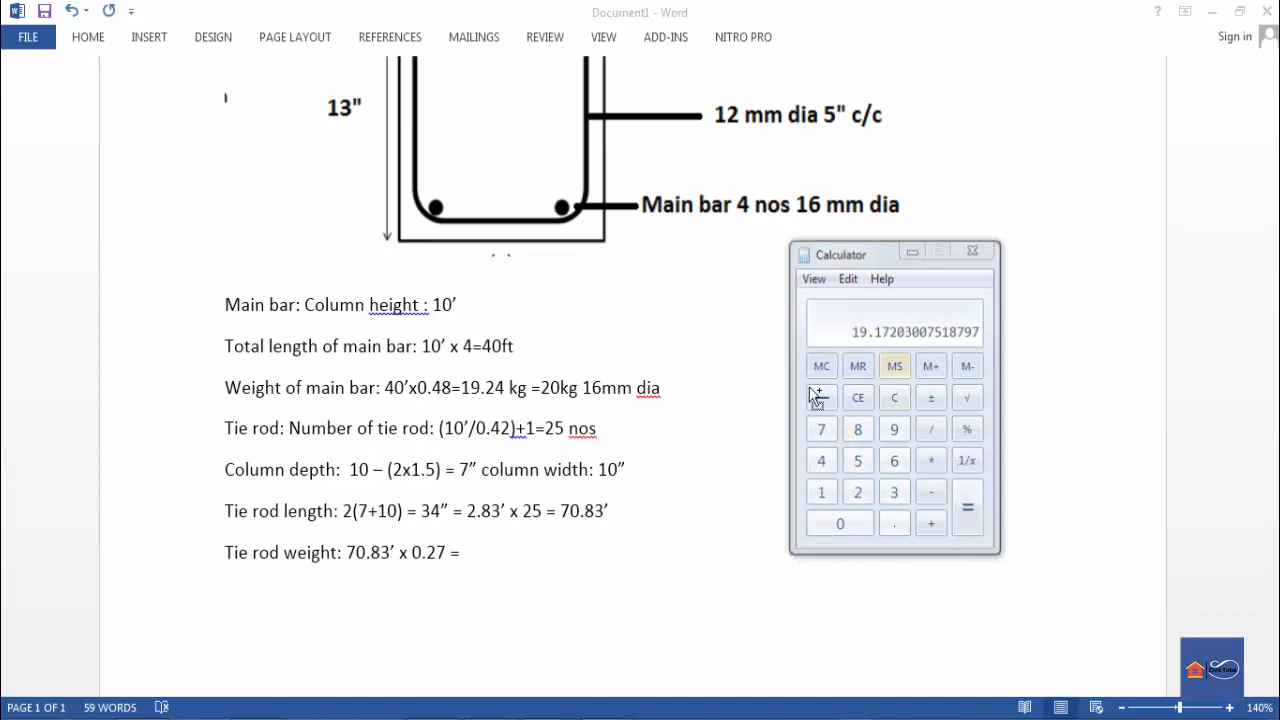 Document1 - Word
Sign in
FILE HOME INSERT DESIGN PAGE LAYOUT REFERENCES MAILINGS REVIEW VIEW ADD-INS NITRO PRO
13"
12 mm dia 5" c/c
Main bar 4 nos 16 mm dia
Main bar: Column height : 10’
Total length of main bar: 10’ x 4=40ft
Weight of main bar: 40’x0.48=19.24 kg =20kg 16mm dia
Tie rod: Number of tie rod: (10’/0.42)+1=25 nos
Column depth: 10 – (2x1.5) = 7” column width: 10”
Tie rod length: 2(7+10) = 34” = 2.83’ x 25 = 70.83’
Tie rod weight: 70.83’ x 0.27 =
Calculator
View Edit Help
19.17203007518797
MC MR MS M+ M-
CE C ± √
7 8 9 / %
4 5 6 * 1/x
1 2 3 - =
0 . +
PAGE 1 OF 1 59 WORDS
140%